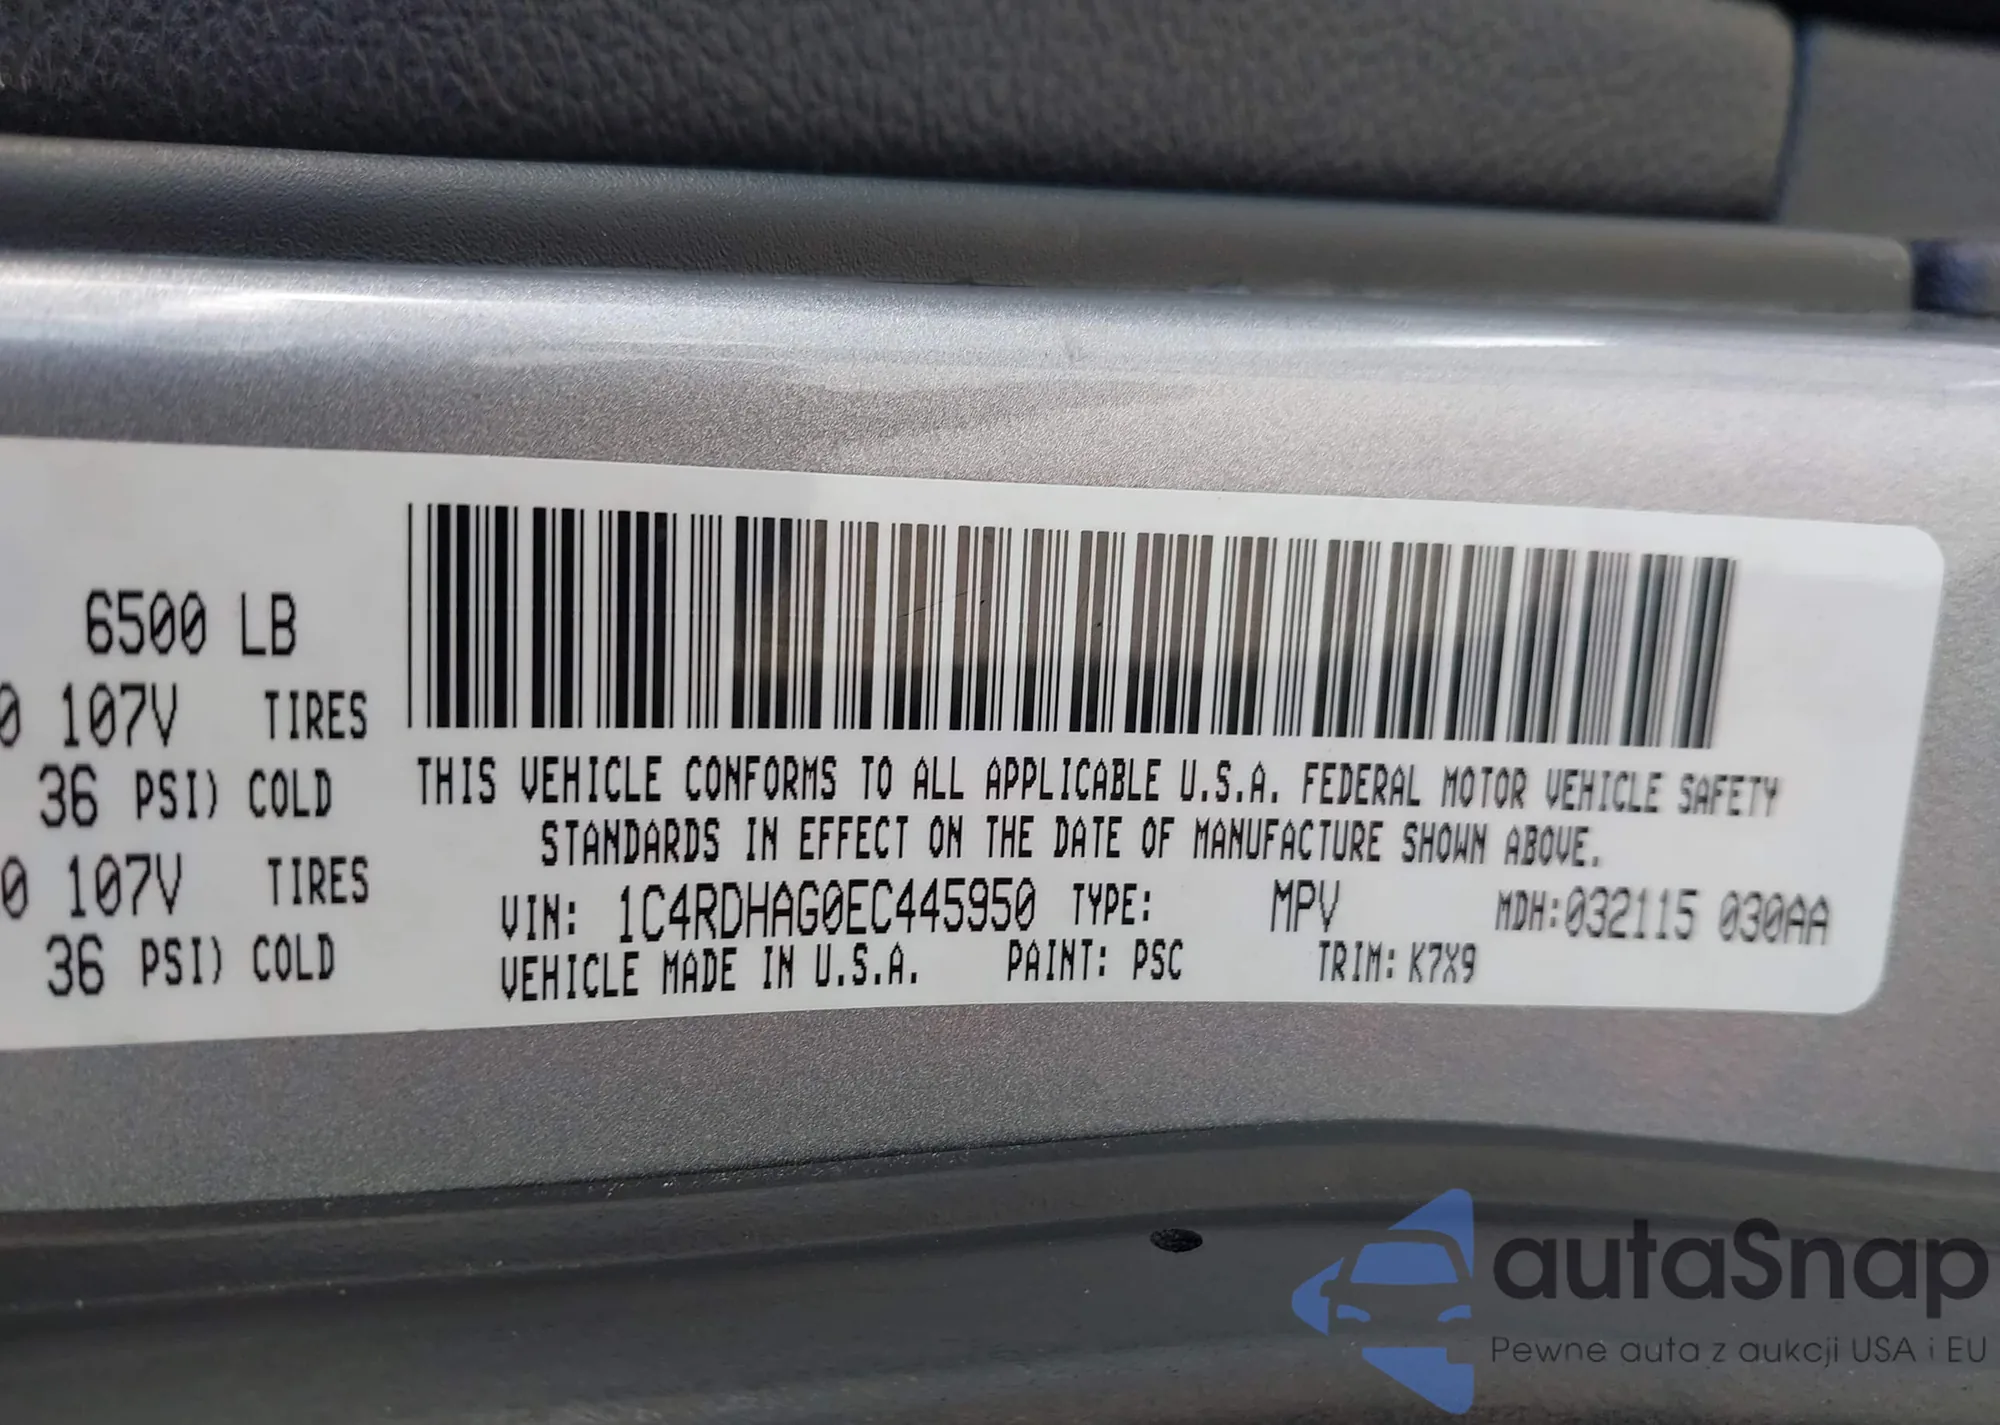 6500 LB
0 107V TIRES
36 PSI) COLD
0 107V TIRES
36 PSI) COLD
THIS VEHICLE CONFORMS TO ALL APPLICABLE U.S.A. FEDERAL MOTOR VEHICLE SAFETY
STANDARDS IN EFFECT ON THE DATE OF MANUFACTURE SHOWN ABOVE.
VIN: 1C4RDHAG0EC445950 TYPE: MPV MDH:032115 030AA
VEHICLE MADE IN U.S.A. PAINT: PSC TRIM: K7X9
autaSnap
Pewne auta z aukcji USA i EU